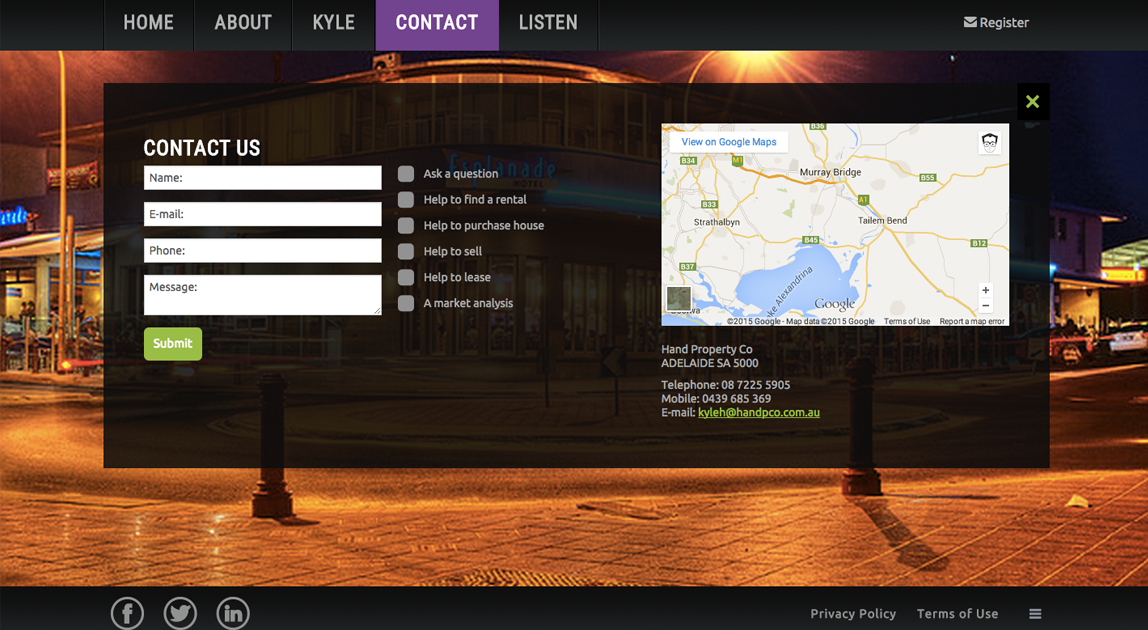 HOME
ABOUT
KYLE
CONTACT
LISTEN
Register
CONTACT US
Name:
E-mail:
Phone:
Message:
Submit
Esplanade
HOTEL
Ask a question
Help to find a rental
Help to purchase house
Help to sell
Help to lease
A market analysis
View on Google Maps
B36
B34
M1
Murray Bridge
B55
B33
A1
Strathalbyn
Tailem Bend
B45
B12
B37
Lake Alexandrina
Google
©2015 Google - Map data ©2015 Google
Terms of Use
Report a map error
Hand Property Co
ADELAIDE SA 5000
Telephone: 08 7225 5905
Mobile: 0439 685 369
E-mail: kyleh@handpco.com.au
Privacy Policy
Terms of Use